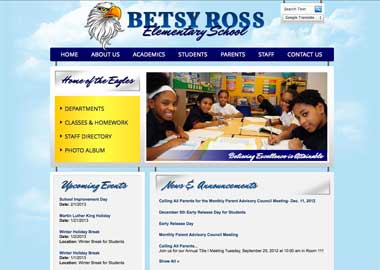 BETSY ROSS
Elementary School
Search Text
Google Translate
HOME ABOUT US ACADEMICS STUDENTS PARENTS STAFF CONTACT US
Home of the Eagles
DEPARTMENTS
CLASSES & HOMEWORK
STAFF DIRECTORY
PHOTO ALBUM
Believing Excellence is Attainable
Upcoming Events
School Improvement Day
Date: 2/1/2013
Martin Luther King Holiday
Date: 1/21/2013
Winter Holiday Break
Date: 1/2/2013
Location: Winter Break for Students
Winter Holiday Break
Date: 1/1/2013
Location: Winter Break for Students
News & Announcements
Calling All Parents for the Monthly Parent Advisory Council Meeting- Dec. 11, 2012
December 5th Early Release Day for Students
Early Release Day
Monthly Parent Advisory Council Meeting
Calling All Parents...
Join us for our Annual Title I Meeting Tuesday, September 25, 2012 at 10:00 am in Room 111!
Show All »